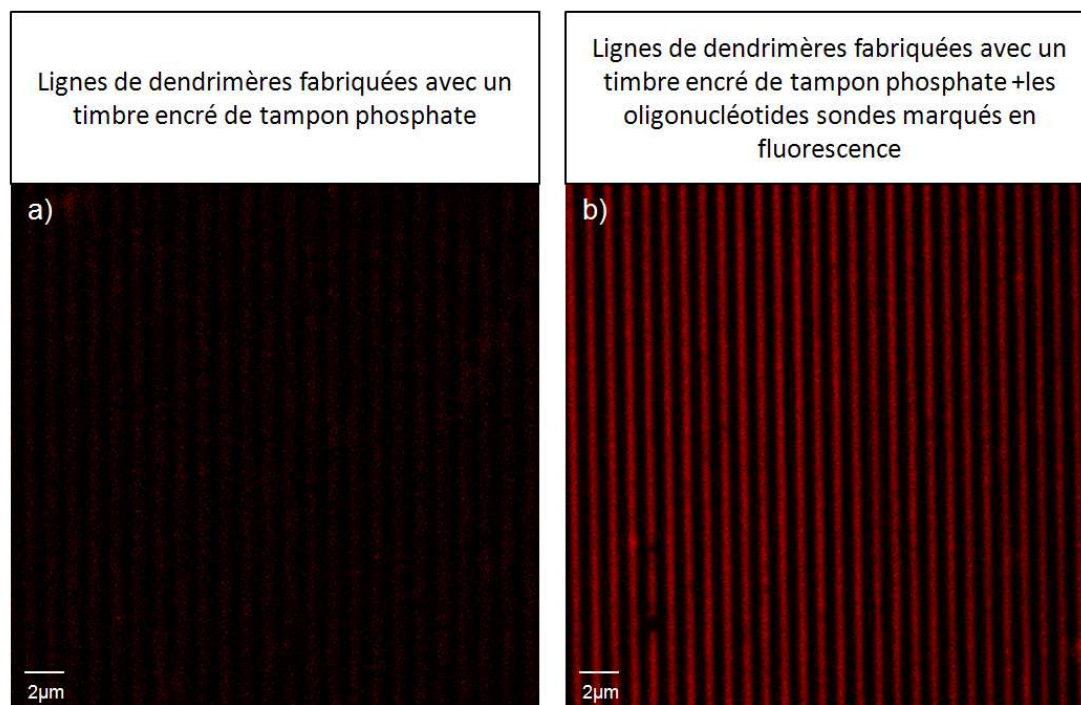 Lignes de dendrimères fabriquées avec un
timbre encré de tampon phosphate
Lignes de dendrimères fabriquées avec un
timbre encré de tampon phosphate +les
oligonucléotides sondes marqués en
fluorescence
a)
b)
2µm
2µm